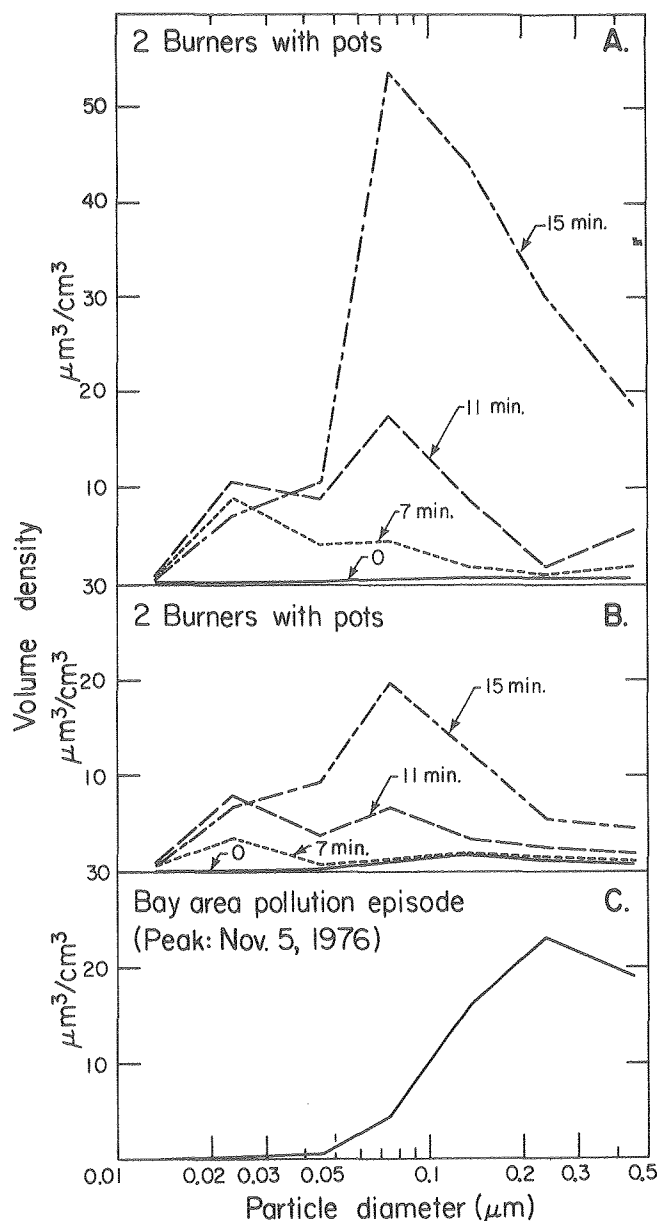 2 Burners with pots
A.
50
40
30
20
10
30
μm³/cm³
15 min.
11 min.
7 min.
0
Volume density
2 Burners with pots
B.
20
10
30
μm³/cm³
15 min.
11 min.
7 min.
0
Bay area pollution episode
(Peak: Nov. 5, 1976)
C.
20
10
μm³/cm³
0.01 0.02 0.03 0.05 0.1 0.2 0.3 0.5
Particle diameter (μm)